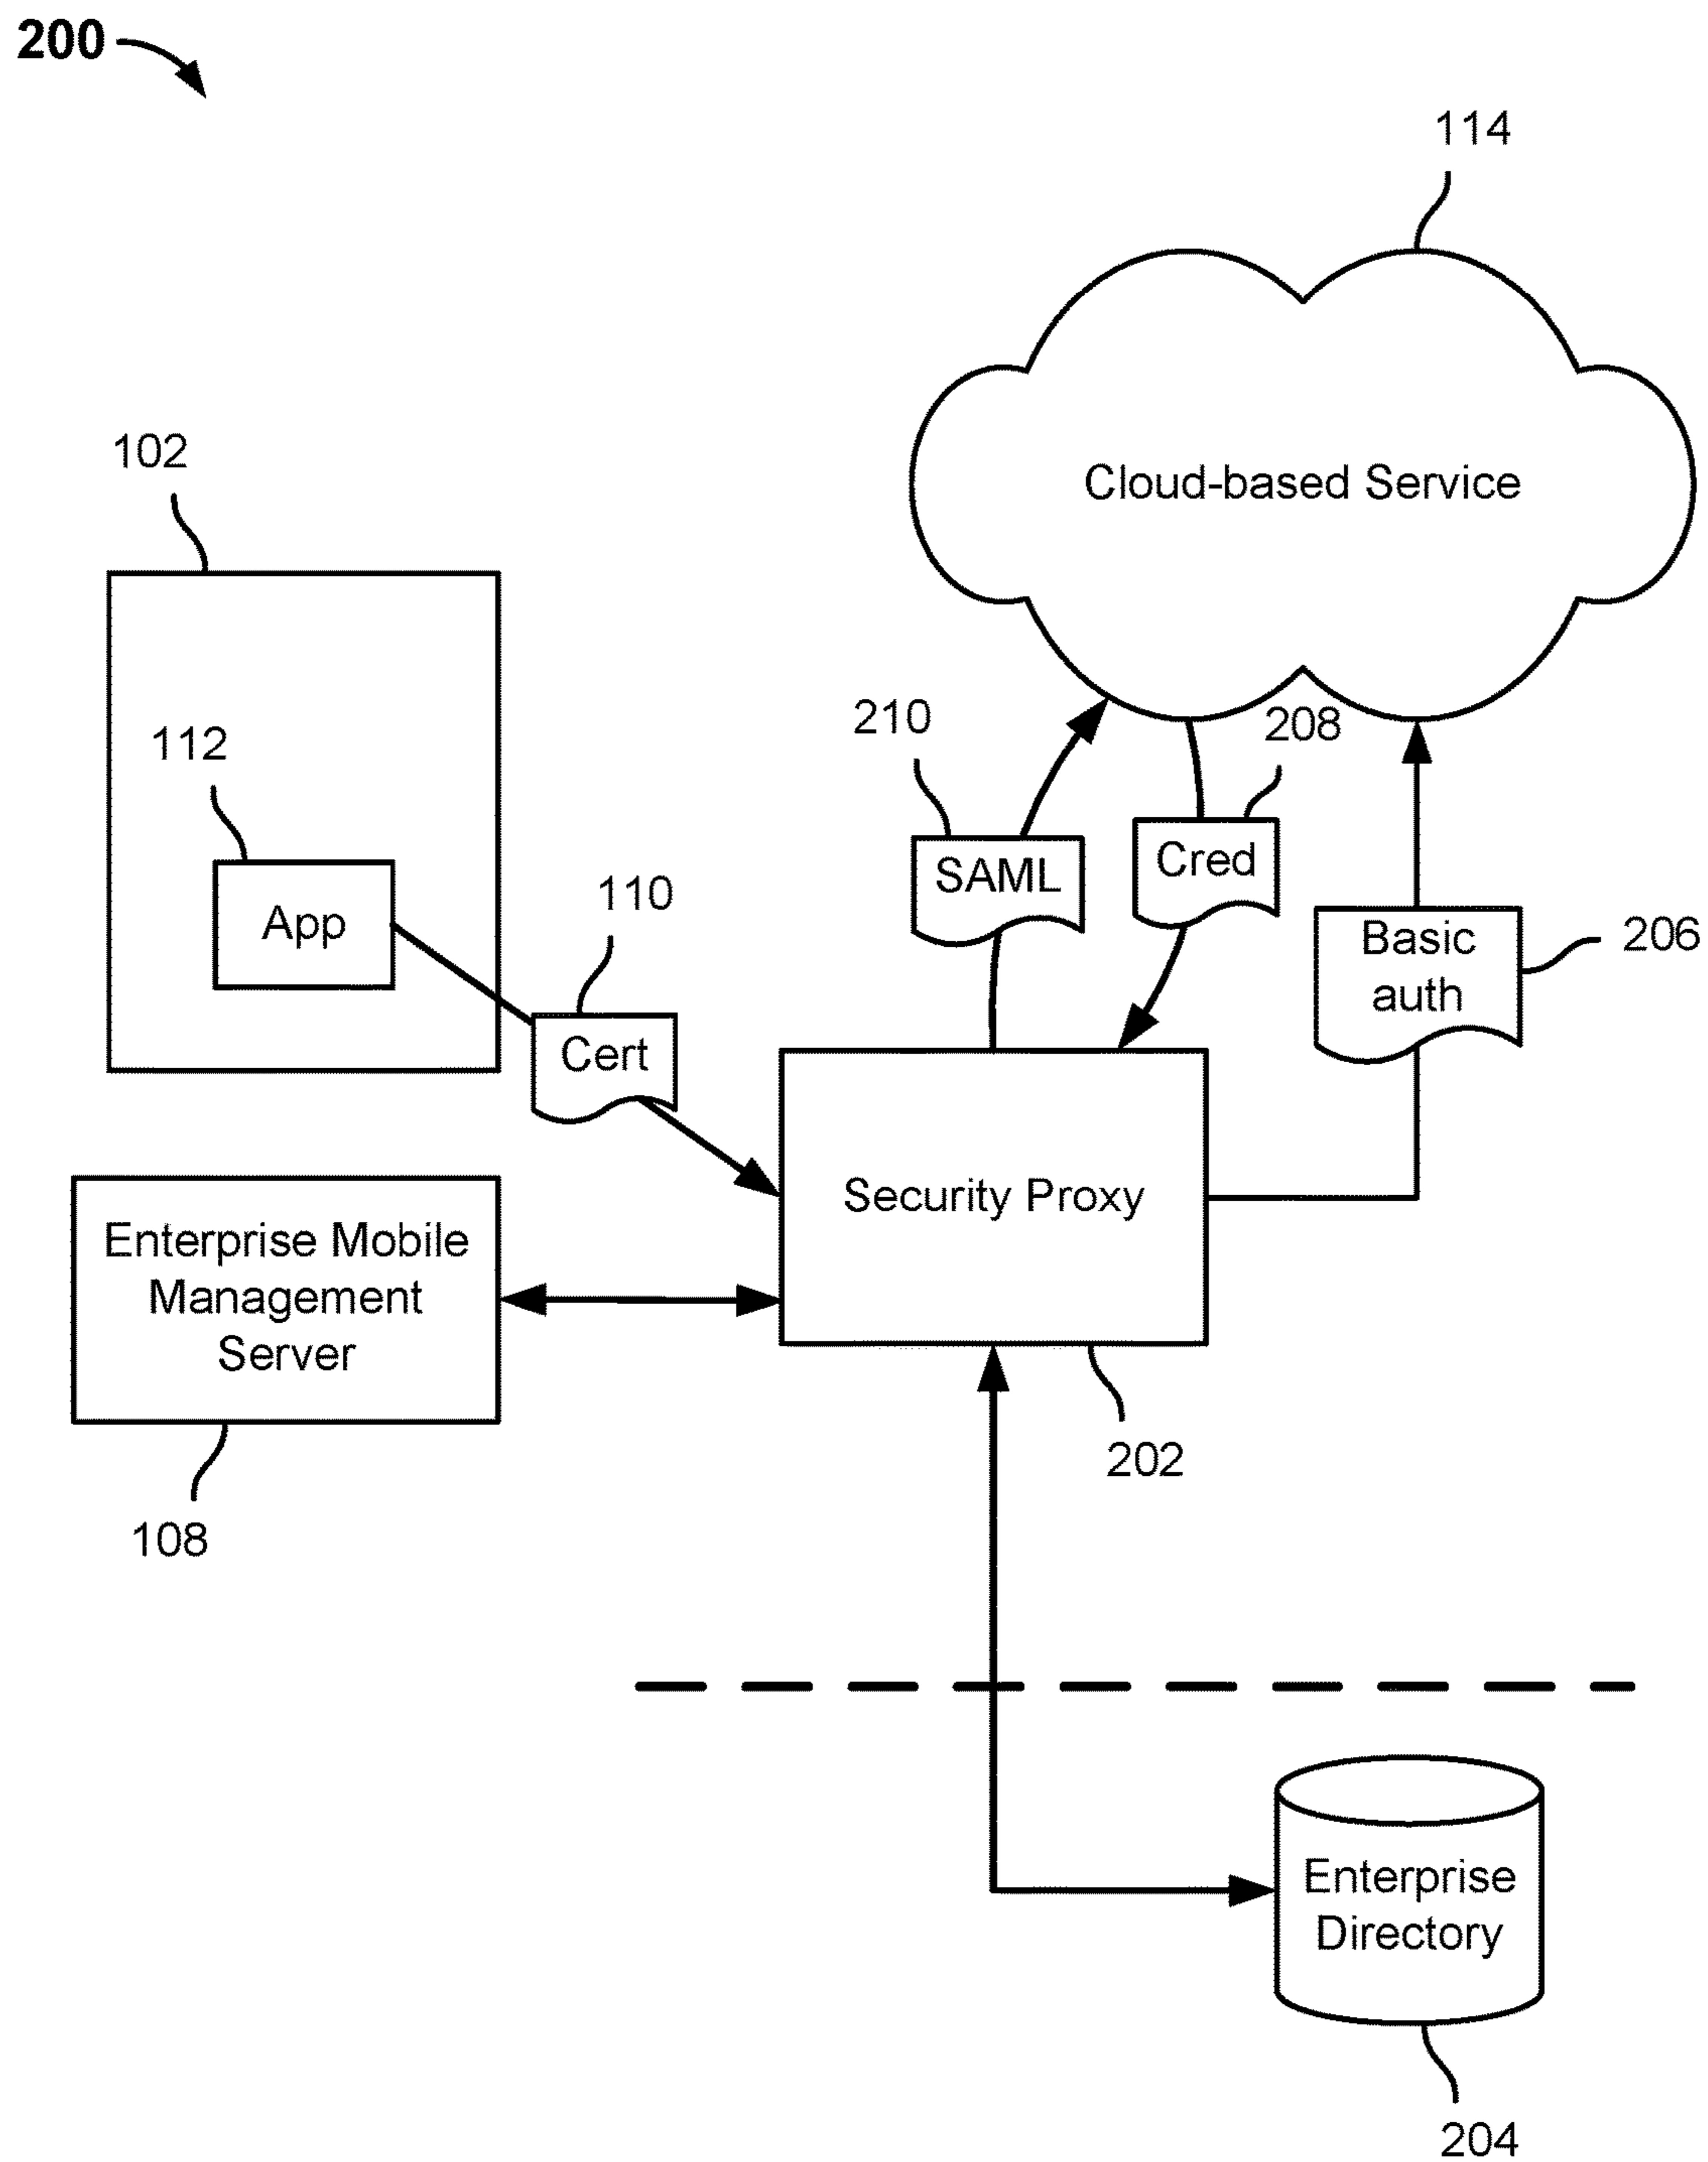 200
114
Cloud-based Service
102
210
208
112
SAML
Cred
110
App
Basic
auth
206
Cert
Security Proxy
Enterprise Mobile
Management
Server
202
108
Enterprise
Directory
204